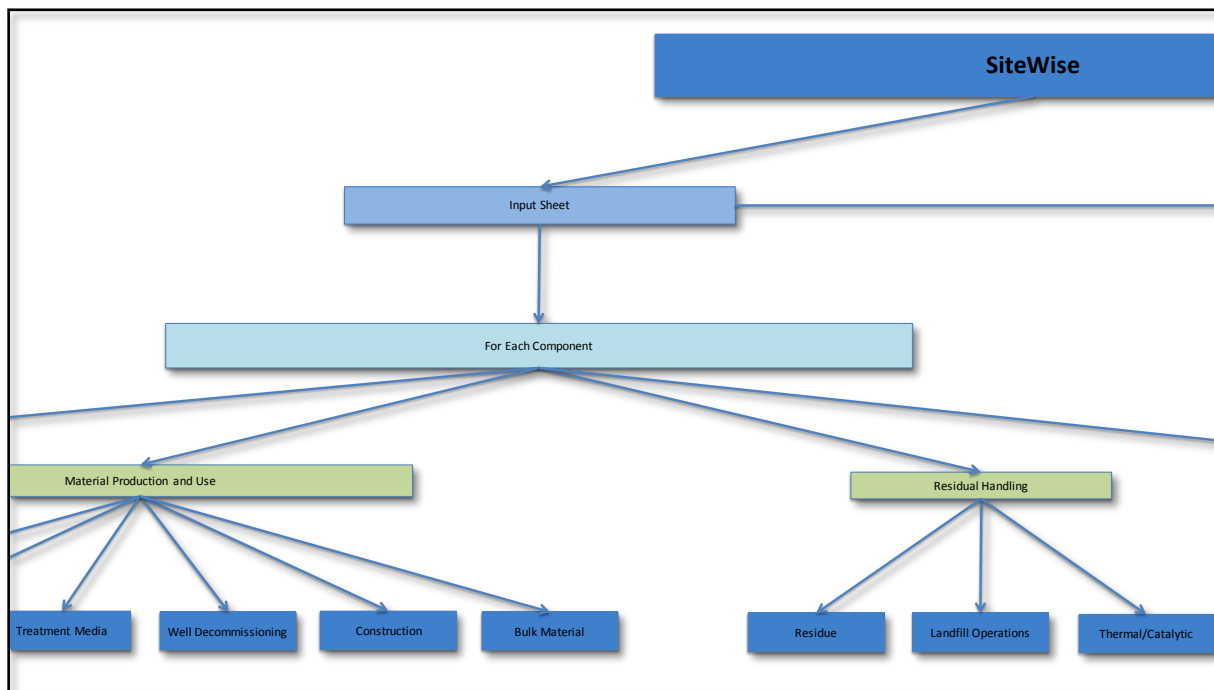 SiteWise
Input Sheet
For Each Component
Material Production and Use
Residual Handling
Treatment Media
Well Decommissioning
Construction
Bulk Material
Residue
Landfill Operations
Thermal/Catalytic